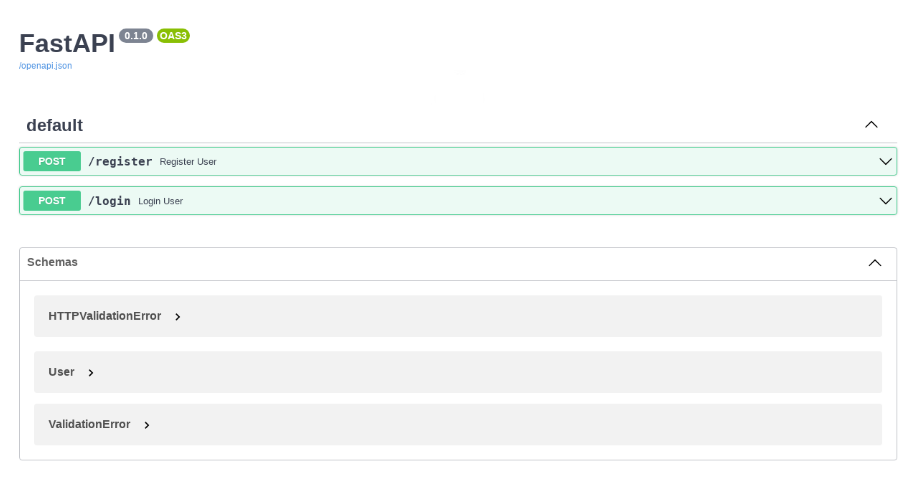 FastAPI 0.1.0 OAS3
/openapi.json
default
POST /register Register User
POST /login Login User
Schemas
HTTPValidationError
User
ValidationError